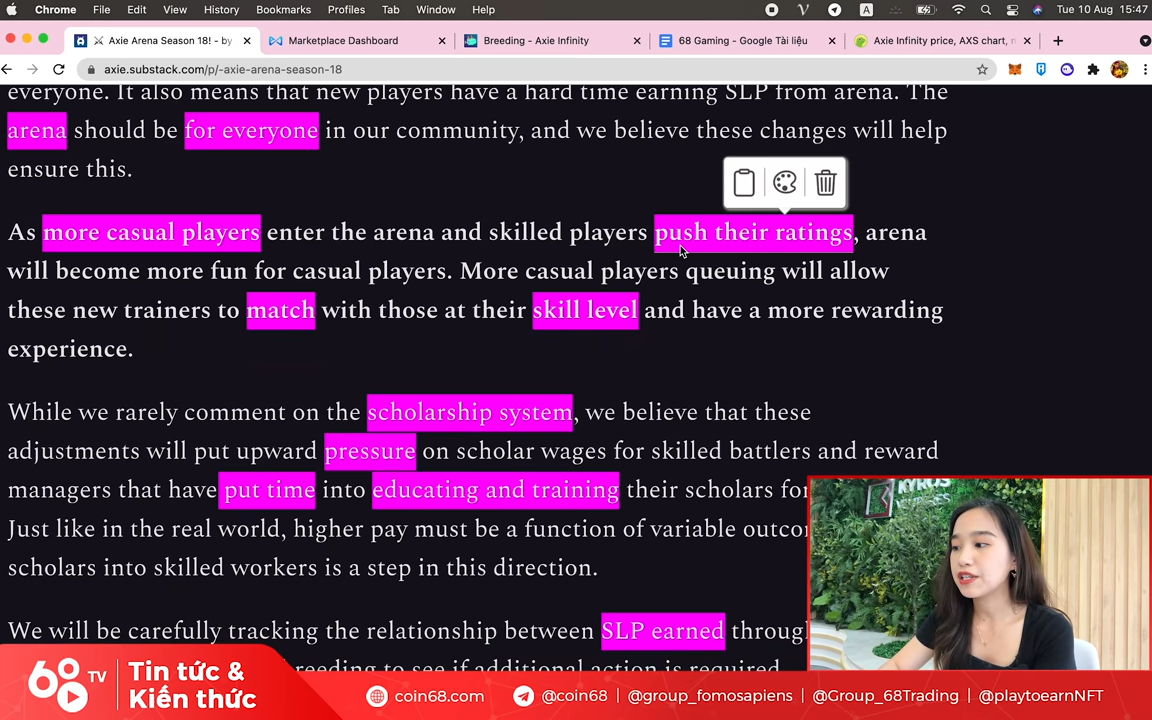 Chrome File Edit View History Bookmarks Profiles Tab Window Help Tue 10 Aug 15:47
Axie Arena Season 18! - by Marketplace Dashboard Breeding - Axie Infinity 68 Gaming - Google Tài liệu Axie Infinity price, AXS chart,
axie.substack.com/p/-axie-arena-season-18
everyone. It also means that new players have a hard time earning SLP from arena. The
arena should be for everyone in our community, and we believe these changes will help
ensure this.
As more casual players enter the arena and skilled players push their ratings, arena
will become more fun for casual players. More casual players queuing will allow
these new trainers to match with those at their skill level and have a more rewarding
experience.
While we rarely comment on the scholarship system, we believe that these
adjustments will put upward pressure on scholar wages for skilled battlers and reward
managers that have put time into educating and training their scholars for
Just like in the real world, higher pay must be a function of variable outco
scholars into skilled workers is a step in this direction.
We will be carefully tracking the relationship between SLP earned throug
reeding to see if additional action is required
KYROS
68 TV
Tin tức &
Kiến thức
coin68.com @coin68 | @group_fomosapiens | @Group_68Trading | @playtoearnNFT